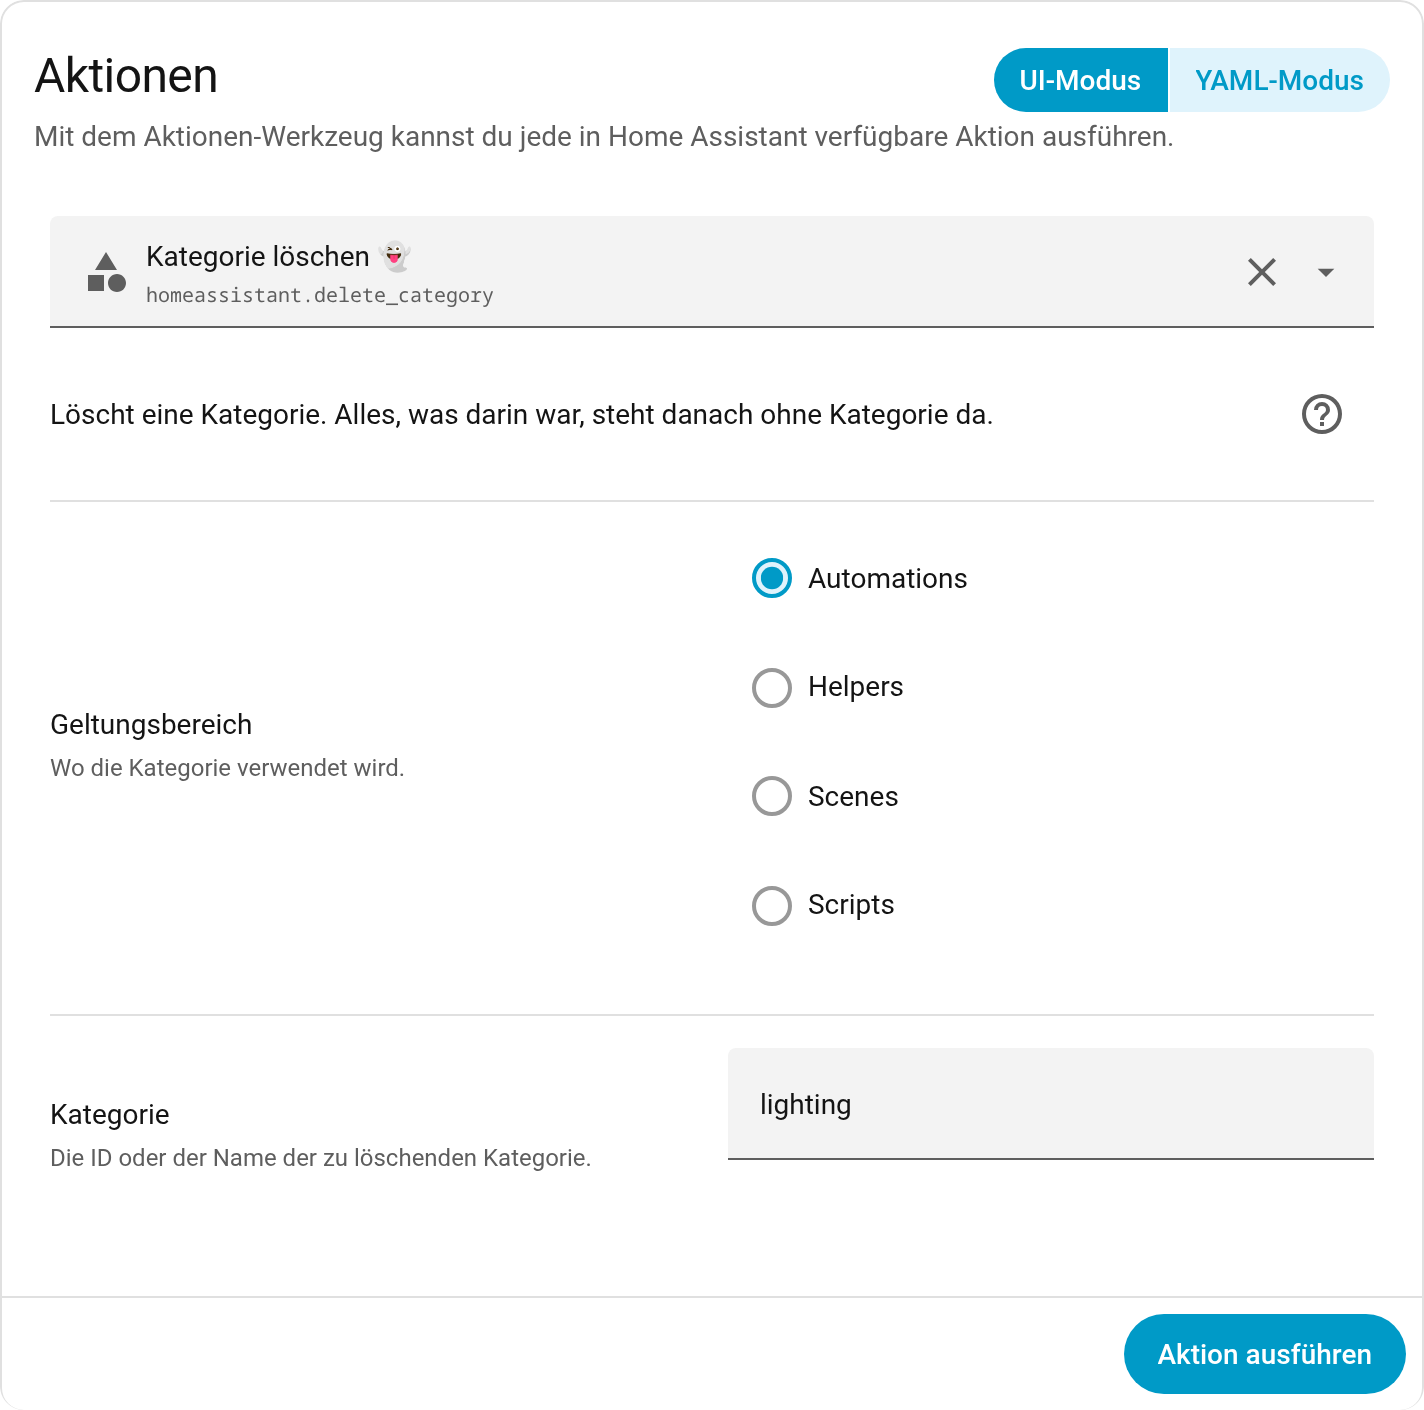 Aktionen
UI-Modus
YAML-Modus
Mit dem Aktionen-Werkzeug kannst du jede in Home Assistant verfügbare Aktion ausführen.
Kategorie löschen 👻
homeassistant.delete_category
Löscht eine Kategorie. Alles, was darin war, steht danach ohne Kategorie da.
Automations
Helpers
Geltungsbereich
Wo die Kategorie verwendet wird.
Scenes
Scripts
lighting
Kategorie
Die ID oder der Name der zu löschenden Kategorie.
Aktion ausführen